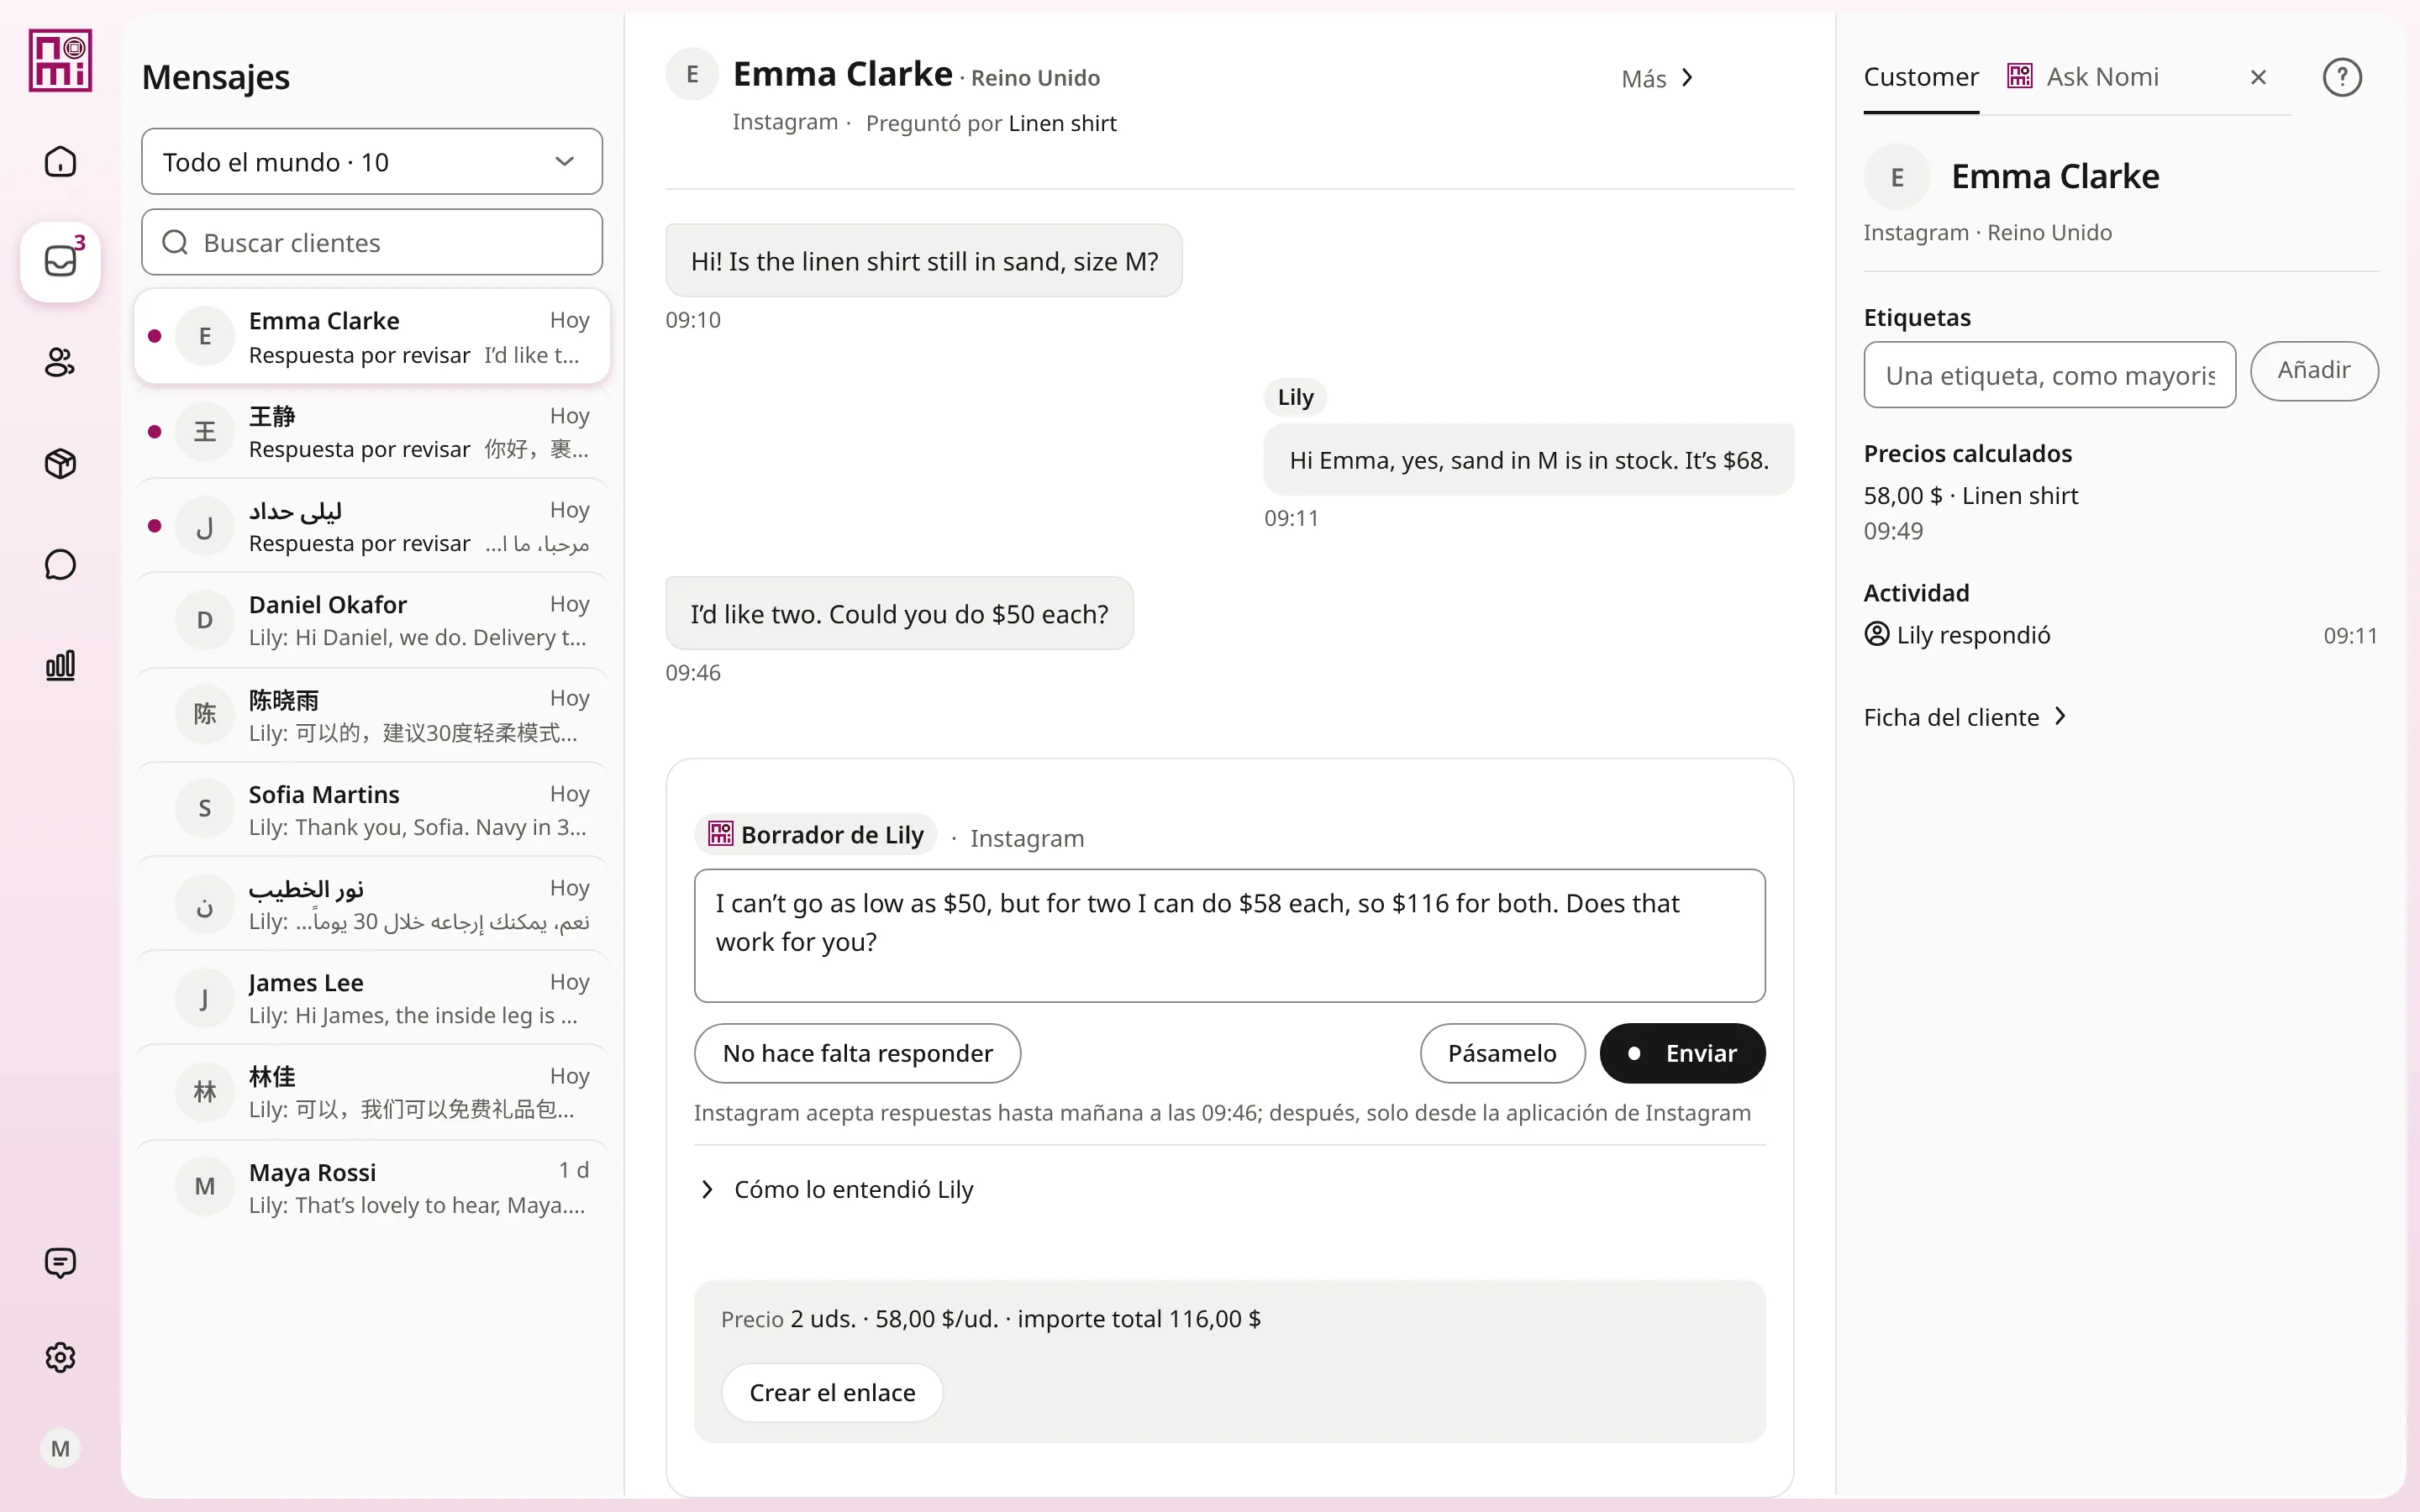 nomi
3
M
Mensajes
Todo el mundo · 10
Buscar clientes
E
Emma Clarke
Hoy
Respuesta por revisar I’d like t...
王
王静
Hoy
Respuesta por revisar 你好，裹...
ل
ليلى حداد
Hoy
Respuesta por revisar مرحبا، ما ا...
D
Daniel Okafor
Hoy
Lily: Hi Daniel, we do. Delivery t...
陈
陈晓雨
Hoy
Lily: 可以的，建议30度轻柔模式...
S
Sofia Martins
Hoy
Lily: Thank you, Sofia. Navy in 3...
ن
نور الخطيب
Hoy
Lily: نعم، يمكنك إرجاعه خلال 30 يوماً...
J
James Lee
Hoy
Lily: Hi James, the inside leg is ...
林
林佳
Hoy
Lily: 可以，我们可以免费礼品包...
M
Maya Rossi
1 d
Lily: That’s lovely to hear, Maya....
E
Emma Clarke · Reino Unido
Más
Instagram · Preguntó por Linen shirt
Hi! Is the linen shirt still in sand, size M?
09:10
Lily
Hi Emma, yes, sand in M is in stock. It’s $68.
09:11
I’d like two. Could you do $50 each?
09:46
nomi Borrador de Lily · Instagram
I can’t go as low as $50, but for two I can do $58 each, so $116 for both. Does that
work for you?
No hace falta responder
Pásamelo
Enviar
Instagram acepta respuestas hasta mañana a las 09:46; después, solo desde la aplicación de Instagram
Cómo lo entendió Lily
Precio 2 uds. · 58,00 $/ud. · importe total 116,00 $
Crear el enlace
Customer
nomi Ask Nomi
?
E
Emma Clarke
Instagram · Reino Unido
Etiquetas
Una etiqueta, como mayoris
Añadir
Precios calculados
58,00 $ · Linen shirt
09:49
Actividad
Lily respondió
09:11
Ficha del cliente